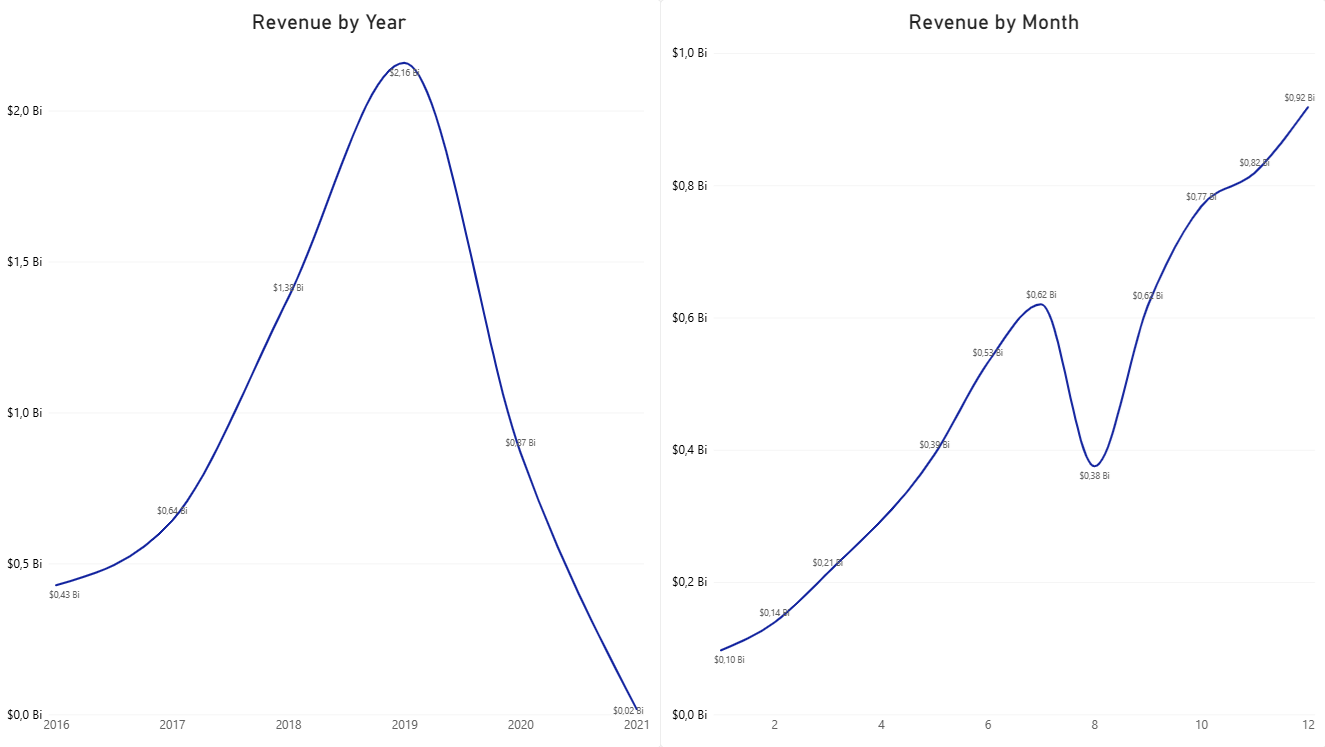 Revenue by Year
$2,0 Bi
$1,5 Bi
$1,0 Bi
$0,5 Bi
$0,0 Bi
$0,43 Bi
$0,64 Bi
$1,38 Bi
$2,16 Bi
$0,87 Bi
$0,02 Bi
2016 2017 2018 2019 2020 2021
Revenue by Month
$1,0 Bi
$0,8 Bi
$0,6 Bi
$0,4 Bi
$0,2 Bi
$0,0 Bi
$0,10 Bi
$0,14 Bi
$0,21 Bi
$0,39 Bi
$0,53 Bi
$0,62 Bi
$0,38 Bi
$0,62 Bi
$0,77 Bi
$0,82 Bi
$0,92 Bi
2 4 6 8 10 12